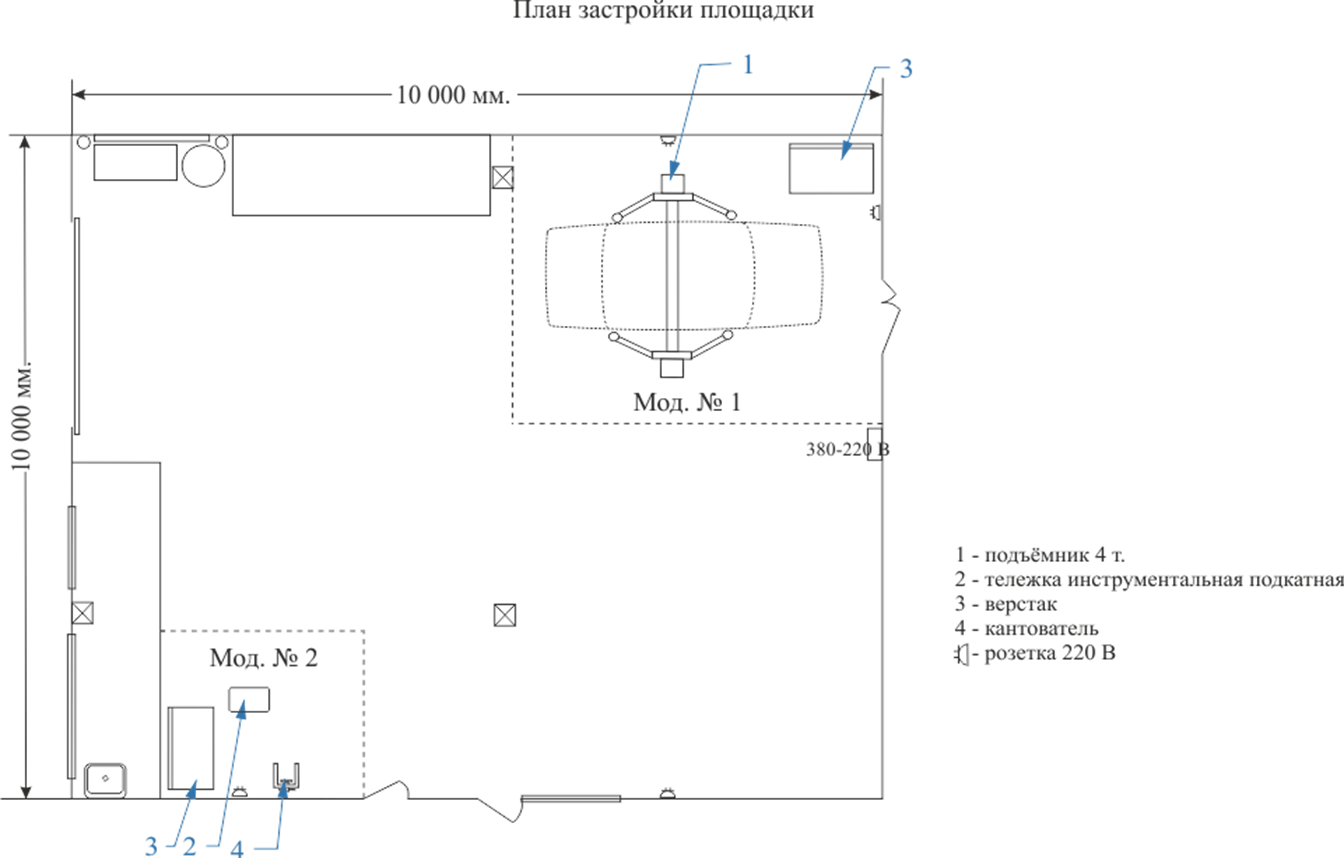 План застройки площадки
1
3
10 000 мм.
10 000 мм.
Мод. № 1
380-220 В
1 - подъёмник 4 т.
2 - тележка инструментальная подкатная
3 - верстак
4 - кантователь
- розетка 220 В
Мод. № 2
3 2 4